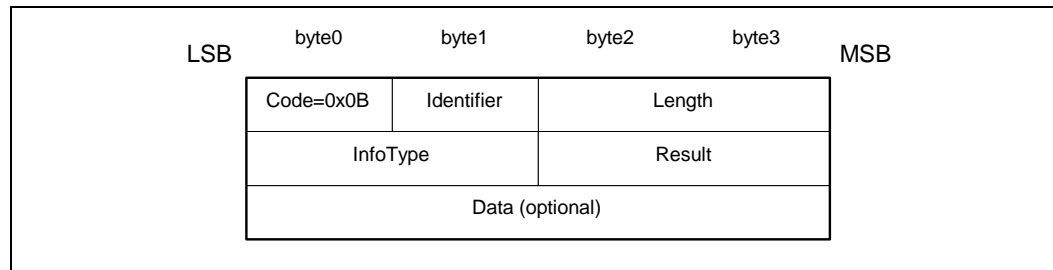 LSB byte0 byte1 byte2 byte3 MSB
Code=0x0B Identifier Length
InfoType Result
Data (optional)